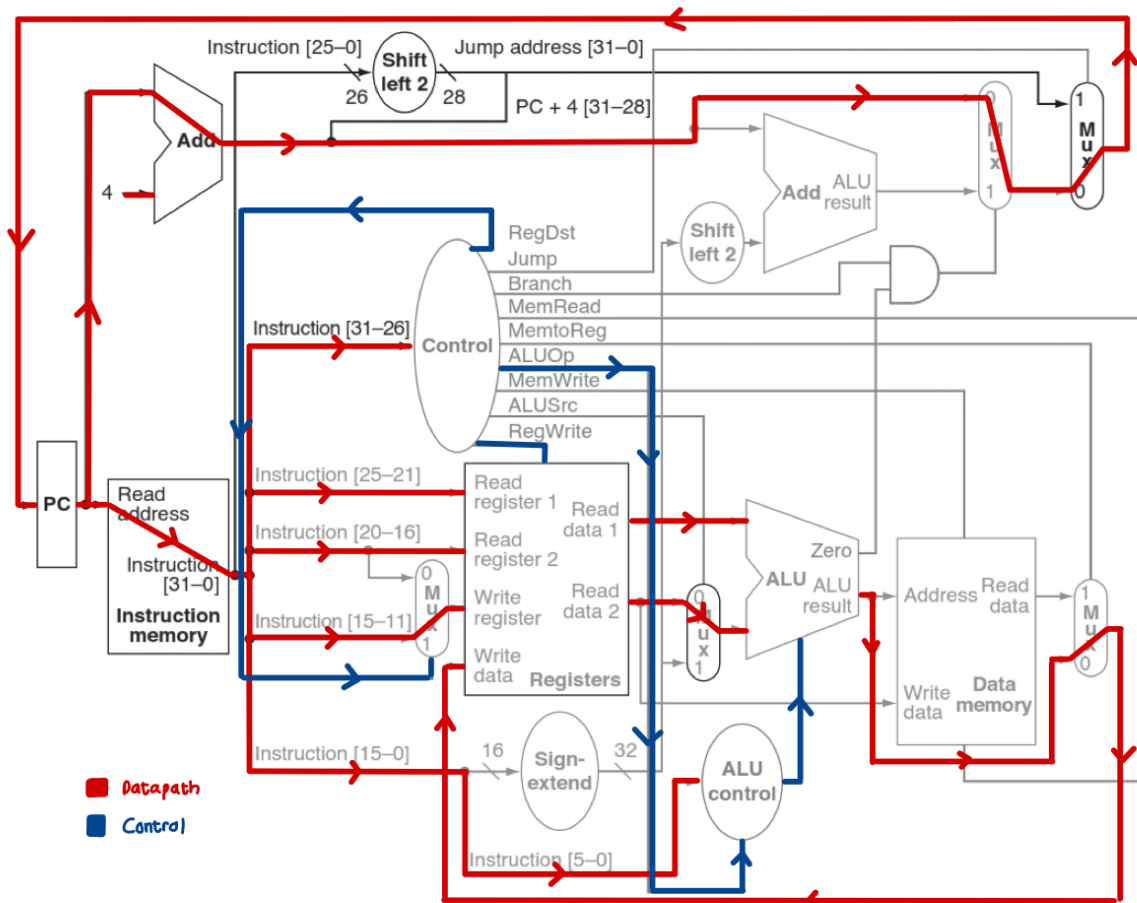 Instruction [25–0]
Shift
left 2
Jump address [31–0]
26
28
PC + 4 [31–28]
Add
4
0
M
u
x
1
1
M
u
x
0
Add
ALU
result
Shift
left 2
RegDst
Jump
Branch
MemRead
MemtoReg
ALUOp
MemWrite
ALUSrc
RegWrite
Instruction [31–26]
Control
PC
Read
address
Instruction
[31–0]
Instruction
memory
Instruction [25–21]
Instruction [20–16]
Instruction [15–11]
0
M
u
x
1
Read
register 1
Read
register 2
Write
register
Write
data
Read
data 1
Read
data 2
Registers
0
M
u
x
1
Zero
ALU
ALU
result
Address
Read
data
Write
data
Data
memory
1
M
u
x
0
Instruction [15–0]
16
Sign-
extend
32
ALU
control
Instruction [5–0]
Datapath
Control